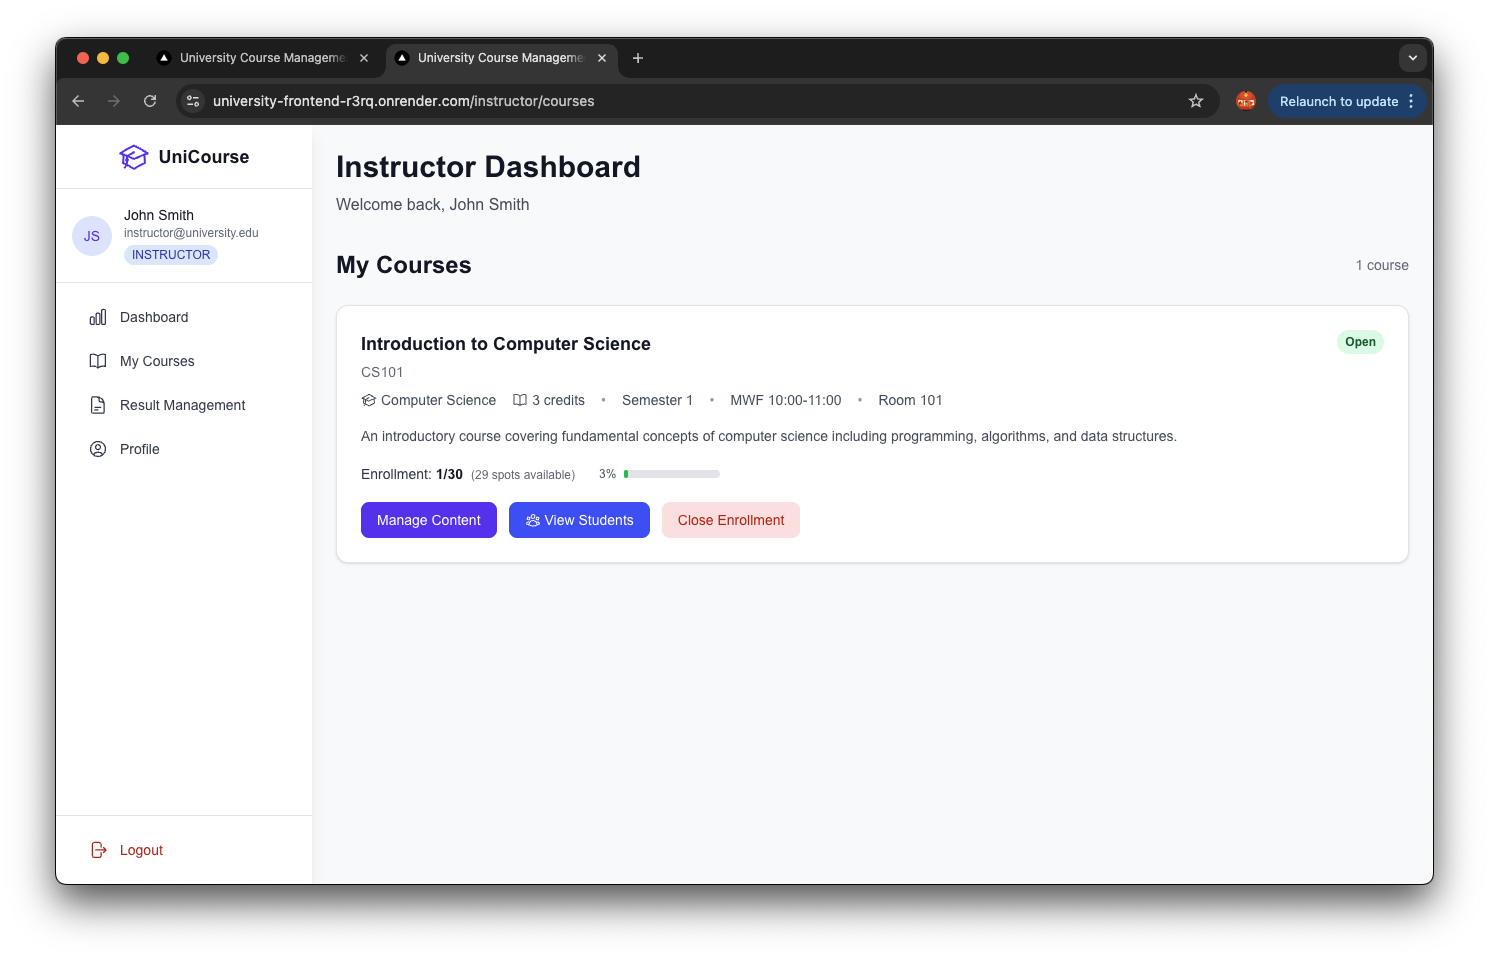 University Course Manageme
University Course Manageme
university-frontend-r3rq.onrender.com/instructor/courses
Relaunch to update
UniCourse
JS
John Smith
instructor@university.edu
INSTRUCTOR
Dashboard
My Courses
Result Management
Profile
Logout
Instructor Dashboard
Welcome back, John Smith
My Courses
1 course
Introduction to Computer Science
Open
CS101
Computer Science 3 credits • Semester 1 • MWF 10:00-11:00 • Room 101
An introductory course covering fundamental concepts of computer science including programming, algorithms, and data structures.
Enrollment: 1/30 (29 spots available) 3%
Manage Content View Students Close Enrollment